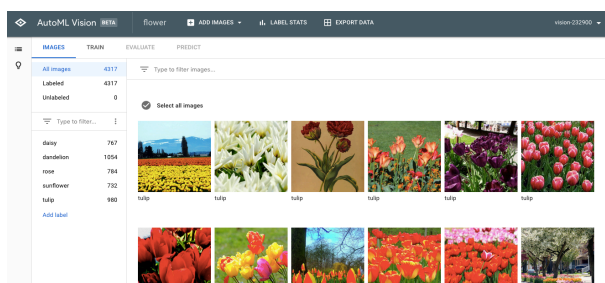 AutoML Vision BETA flower ADD IMAGES LABEL STATS EXPORT DATA vision-232900
IMAGES TRAIN EVALUATE PREDICT
All images 4317
Labeled 4317
Unlabeled 0
Type to filter...
daisy 767
dandelion 1054
rose 784
sunflower 732
tulip 980
Add label
Type to filter images...
Select all images
tulip tulip tulip tulip tulip tulip